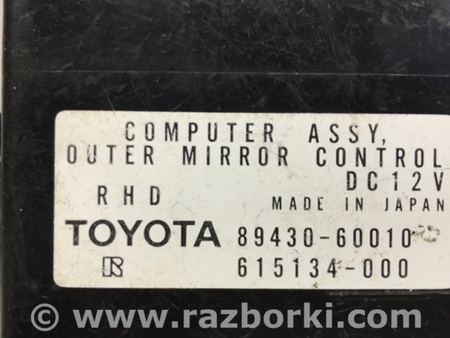 COMPUTER ASSY,
OUTER MIRROR CONTROL
DC12V
RHD MADE IN JAPAN
TOYOTA 89430-60010
R 615134-000
© www.razborki.com